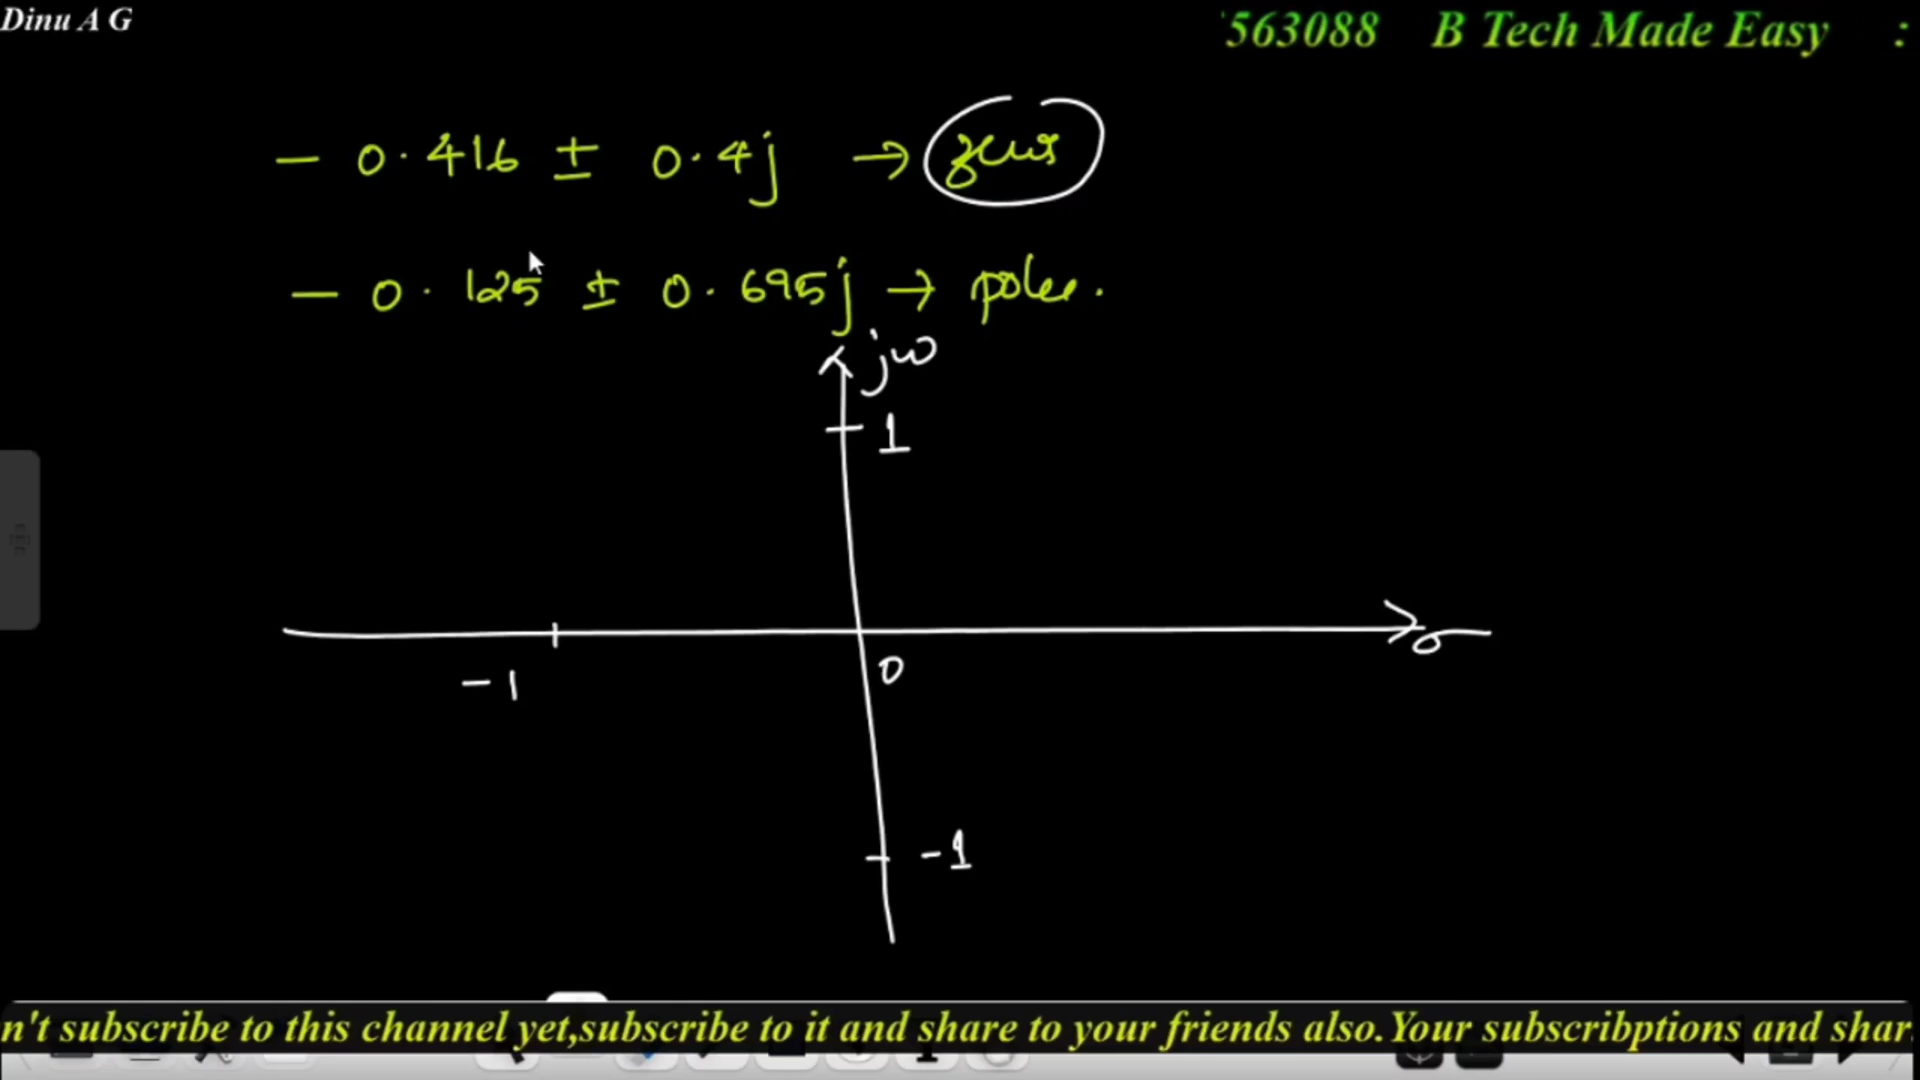 Dinu A G
563088 B Tech Made Easy :
- 0.416 ± 0.4j → zeros
- 0.125 ± 0.695j → poles.
jω
1
σ
-1
0
-1
n't subscribe to this channel yet,subscribe to it and share to your friends also.Your subscribptions and shar